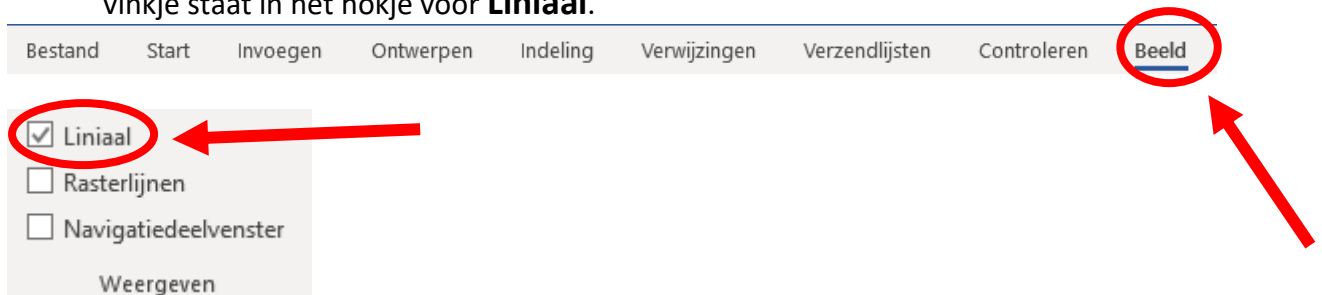 vinkje staat in het hokje voor Liniaal.
Bestand Start Invoegen Ontwerpen Indeling Verwijzingen Verzendlijsten Controleren Beeld
Liniaal
Rasterlijnen
Navigatiedeelvenster
Weergeven